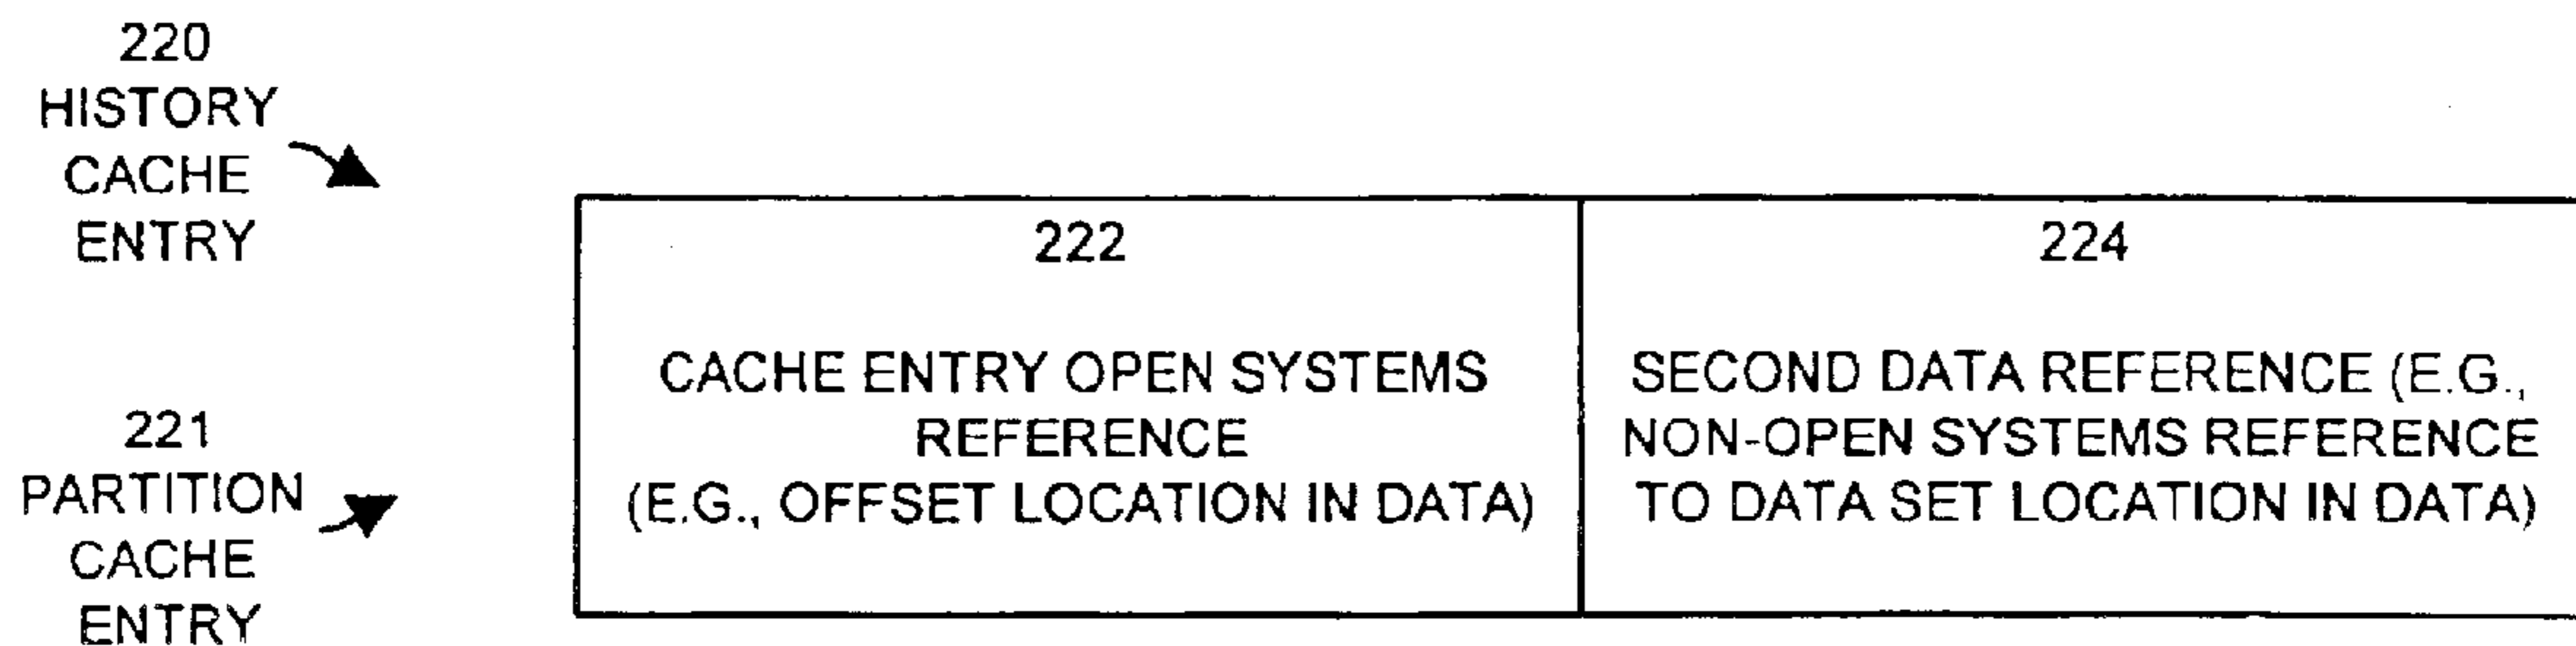 220
HISTORY
CACHE
ENTRY
221
PARTITION
CACHE
ENTRY
222
CACHE ENTRY OPEN SYSTEMS
REFERENCE
(E.G., OFFSET LOCATION IN DATA)
224
SECOND DATA REFERENCE (E.G.,
NON-OPEN SYSTEMS REFERENCE
TO DATA SET LOCATION IN DATA)